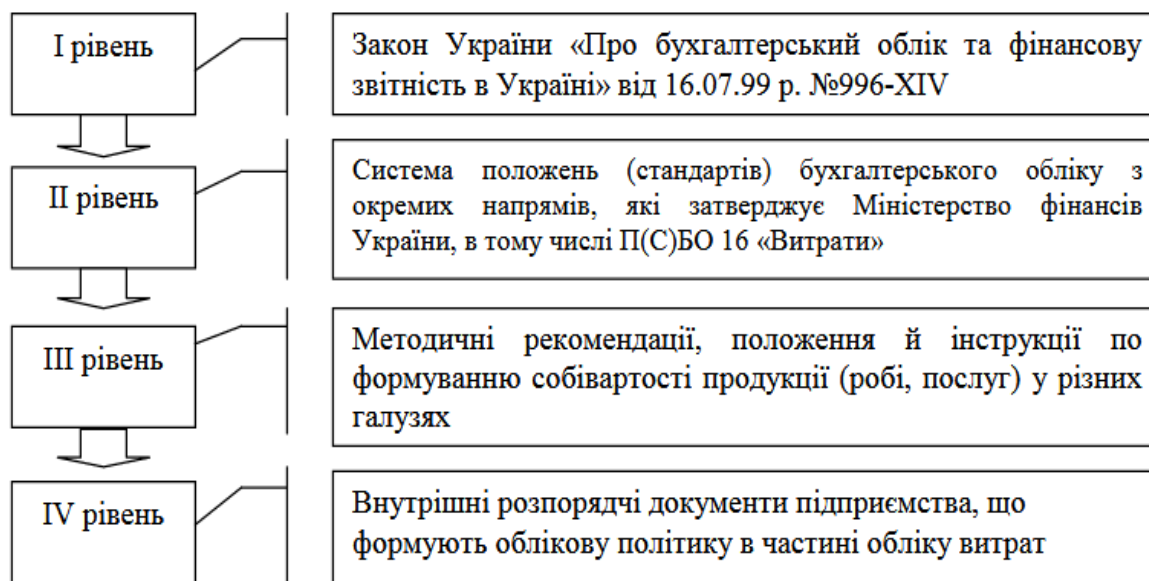 І рівень
Закон України «Про бухгалтерський облік та фінансову
звітність в Україні» від 16.07.99 р. №996-XIV
ІІ рівень
Система положень (стандартів) бухгалтерського обліку з
окремих напрямів, які затверджує Міністерство фінансів
України, в тому числі П(С)БО 16 «Витрати»
ІІІ рівень
Методичні рекомендації, положення й інструкції по
формуванню собівартості продукції (робі, послуг) у різних
галузях
IV рівень
Внутрішні розпорядчі документи підприємства, що
формують облікову політику в частині обліку витрат